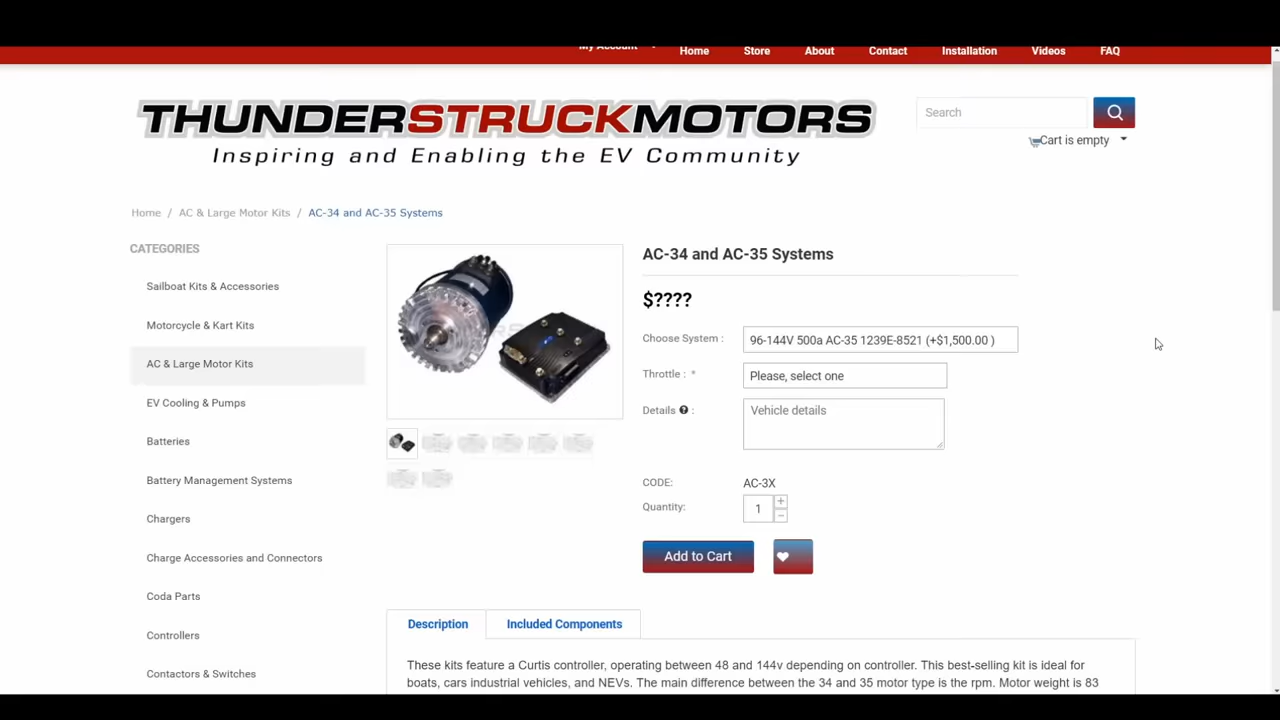 My Account
Home
Store
About
Contact
Installation
Videos
FAQ
THUNDERSTRUCKMOTORS
Inspiring and Enabling the EV Community
Search
Cart is empty
Home / AC & Large Motor Kits / AC-34 and AC-35 Systems
CATEGORIES
Sailboat Kits & Accessories
Motorcycle & Kart Kits
AC & Large Motor Kits
EV Cooling & Pumps
Batteries
Battery Management Systems
Chargers
Charge Accessories and Connectors
Coda Parts
Controllers
Contactors & Switches
AC-34 and AC-35 Systems
$????
Choose System : 96-144V 500a AC-35 1239E-8521 (+$1,500.00 )
Throttle : * Please, select one
Details ? : Vehicle details
CODE: AC-3X
Quantity: 1 + −
Add to Cart
Description
Included Components
These kits feature a Curtis controller, operating between 48 and 144v depending on controller. This best-selling kit is ideal for
boats, cars industrial vehicles, and NEVs. The main difference between the 34 and 35 motor type is the rpm. Motor weight is 83